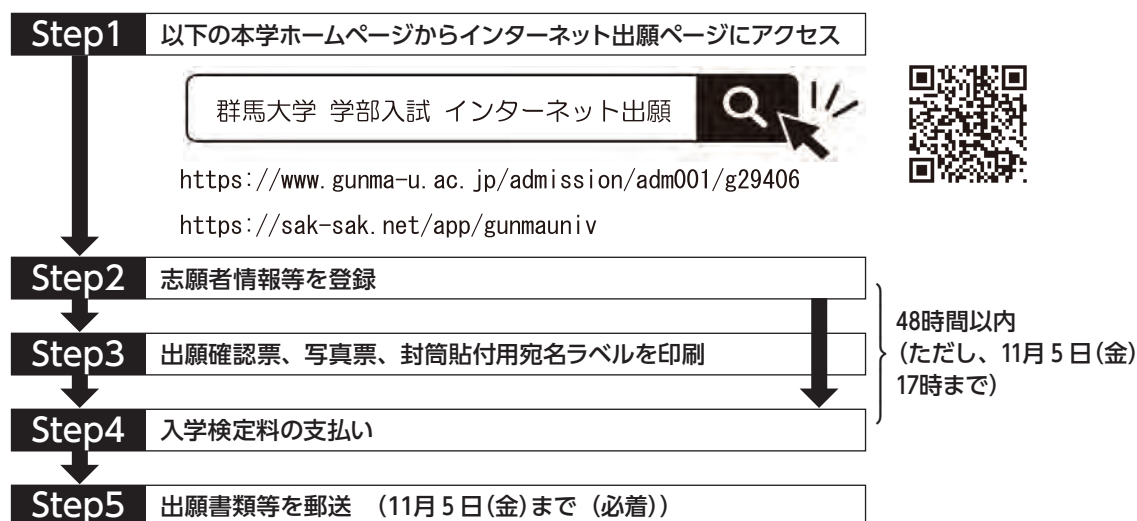 Step1 以下の本学ホームページからインターネット出願ページにアクセス
群馬大学 学部入試 インターネット出願
https://www.gunma-u.ac.jp/admission/adm001/g29406
https://sak-sak.net/app/gunmauniv
Step2 志願者情報等を登録
Step3 出願確認票、写真票、封筒貼付用宛名ラベルを印刷
Step4 入学検定料の支払い
48時間以内
(ただし、11月5日(金)
17時まで)
Step5 出願書類等を郵送 (11月5日(金)まで(必着))